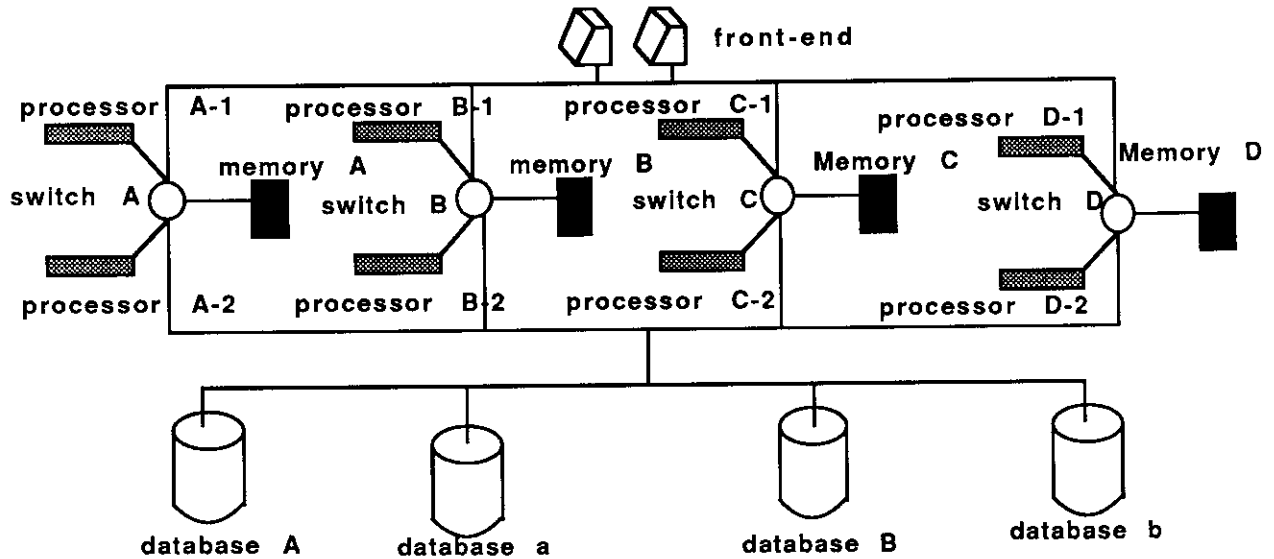 front-end
processor A-1
processor B-1
processor C-1
processor D-1
memory A
memory B
Memory C
Memory D
switch A
switch B
switch C
switch D
processor A-2
processor B-2
processor C-2
processor D-2
database A
database a
database B
database b